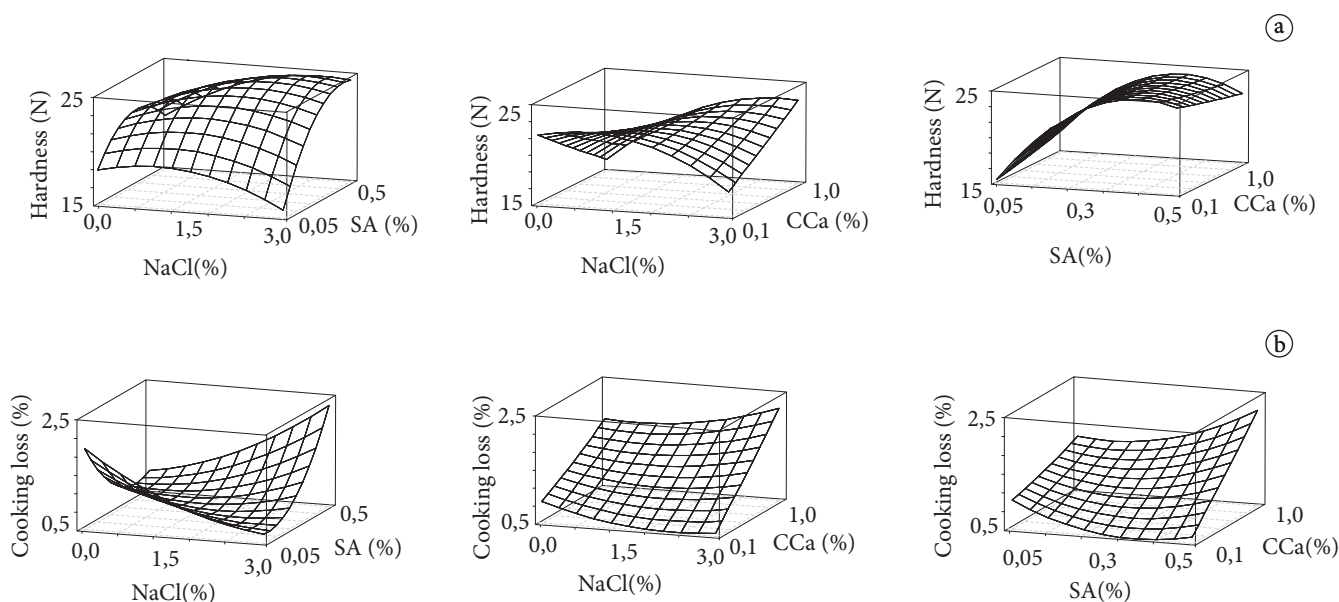 a
25
Hardness (N)
15
0,0
1,5
3,0
0,05
0,5
SA (%)
NaCl(%)
25
Hardness (N)
15
0,0
1,5
3,0
0,1
1,0
CCa (%)
NaCl(%)
25
Hardness (N)
15
0,05
0,3
0,5
0,1
1,0
CCa (%)
SA(%)
b
2,5
Cooking loss (%)
0,5
0,0
1,5
3,0
0,05
0,5
SA (%)
NaCl(%)
2,5
Cooking loss (%)
0,5
0,0
1,5
3,0
0,1
1,0
CCa (%)
NaCl(%)
2,5
Cooking loss (%)
0,5
0,05
0,3
0,5
0,1
1,0
CCa(%)
SA(%)